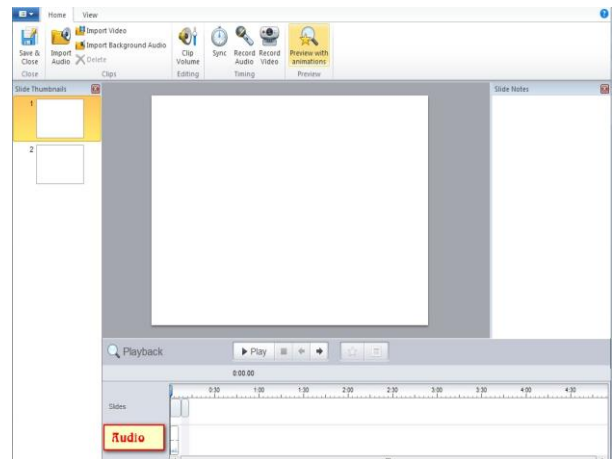 Home View
Import Video
Import Background Audio
Delete
Save & Close
Import Audio
Clip Volume
Sync
Record Audio
Record Video
Preview with animations
Close Clips Editing Timing Preview
Slide Thumbnails
Slide Notes
1
2
Playback
Play
0:00.00
0:30 1:00 1:30 2:00 2:30 3:00 3:30 4:00 4:30
Slides
Audio